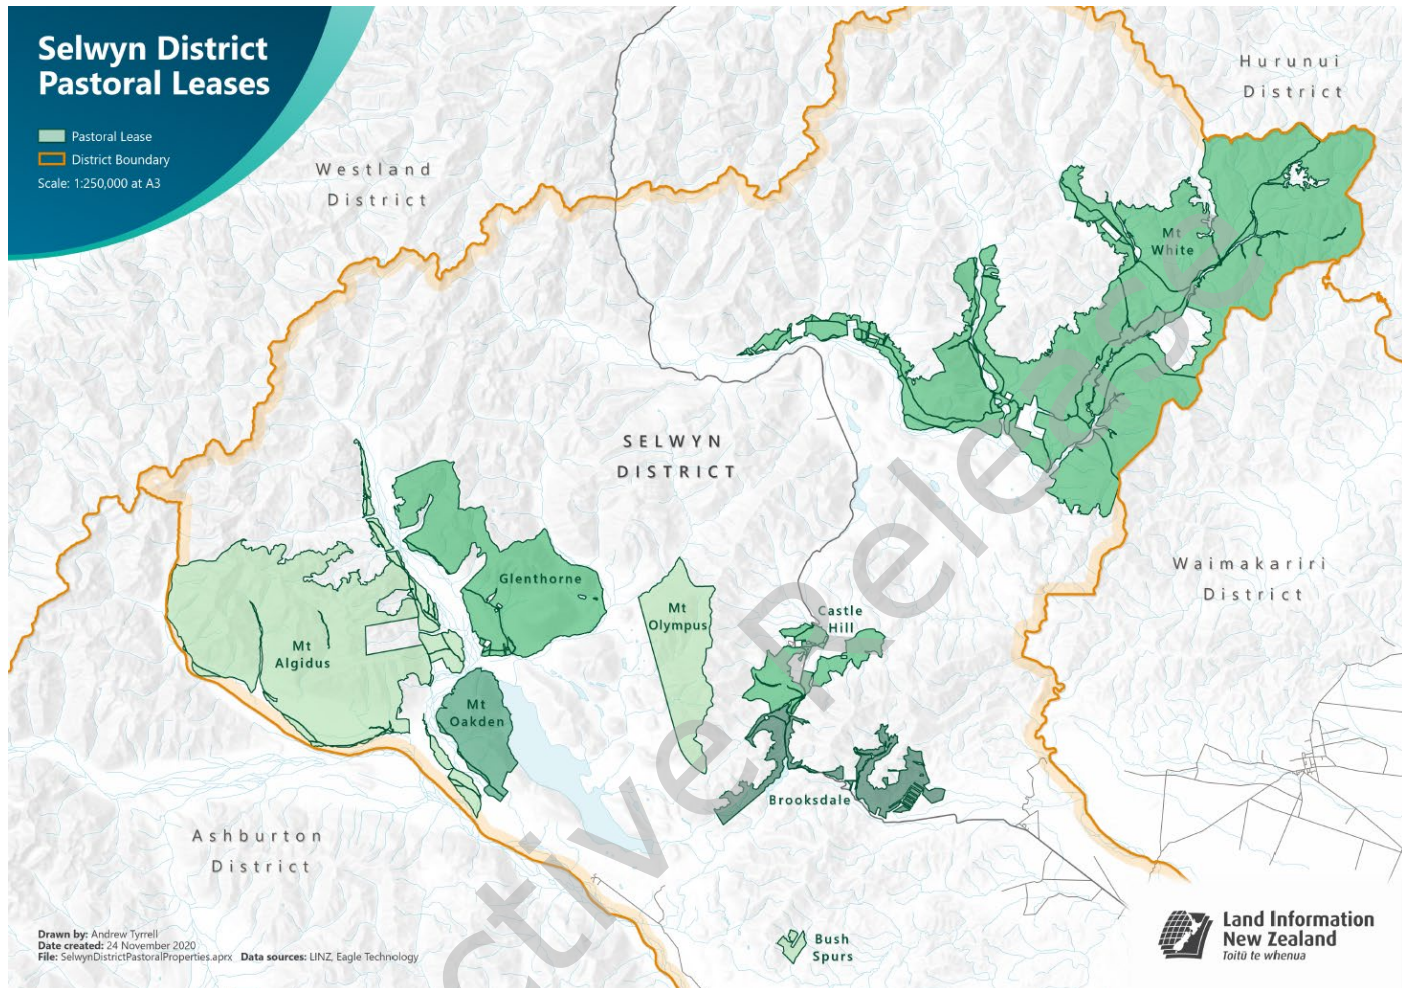 Selwyn District
Pastoral Leases
Pastoral Lease
District Boundary
Scale: 1:250,000 at A3
Hurunui
District
Westland
District
Mt
White
SELWYN
DISTRICT
Waimakariri
District
Glenthorne
Mt
Olympus
Castle
Hill
Mt
Algidus
Mt
Oakden
Brooksdale
Ashburton
District
Bush
Spurs
Drawn by: Andrew Tyrrell
Date created: 24 November 2020
File: SelwynDistrictPastoralProperties.aprx Data sources: LINZ, Eagle Technology
Land Information
New Zealand
Toitū te whenua
ctive Release